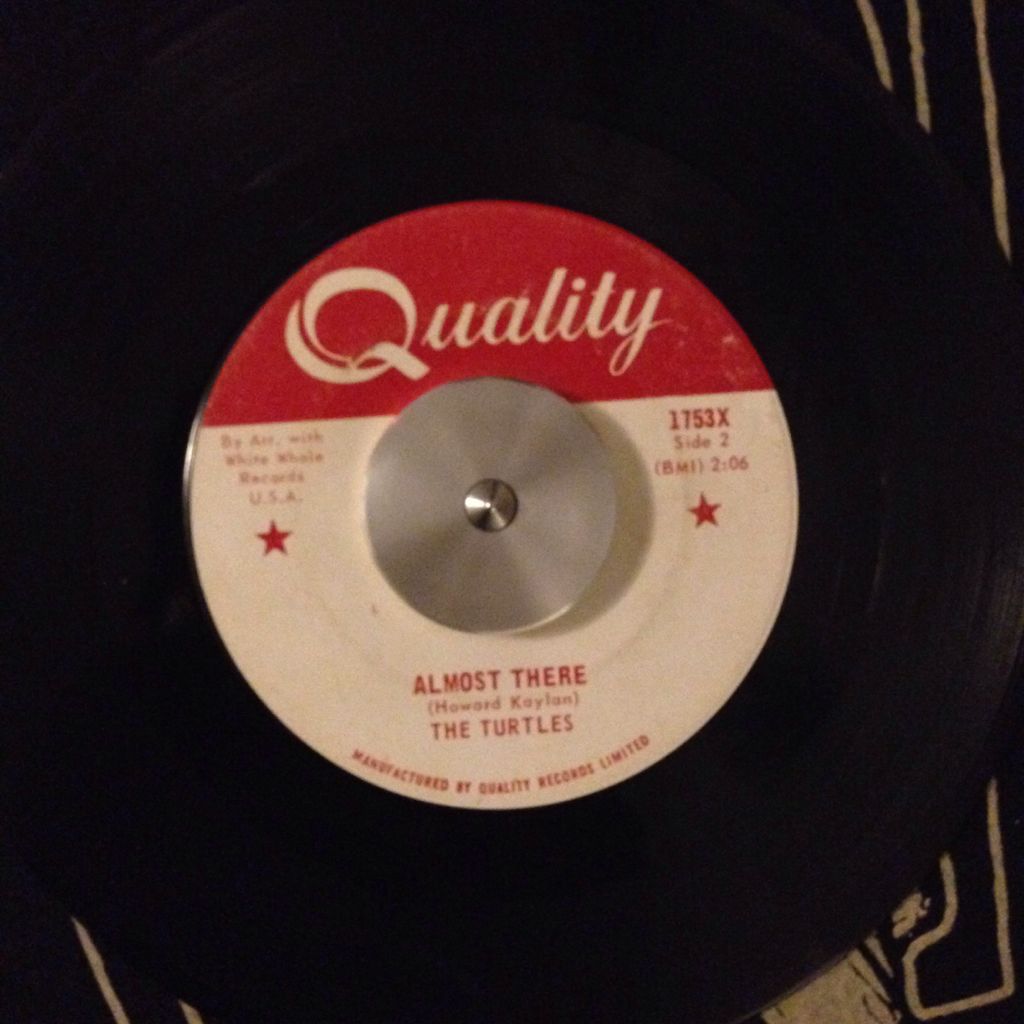 Quality
By Arr. with
White Whale
Records
U.S.A.
1753X
Side 2
(BMI) 2:06
ALMOST THERE
(Howard Kaylan)
THE TURTLES
MANUFACTURED BY QUALITY RECORDS LIMITED